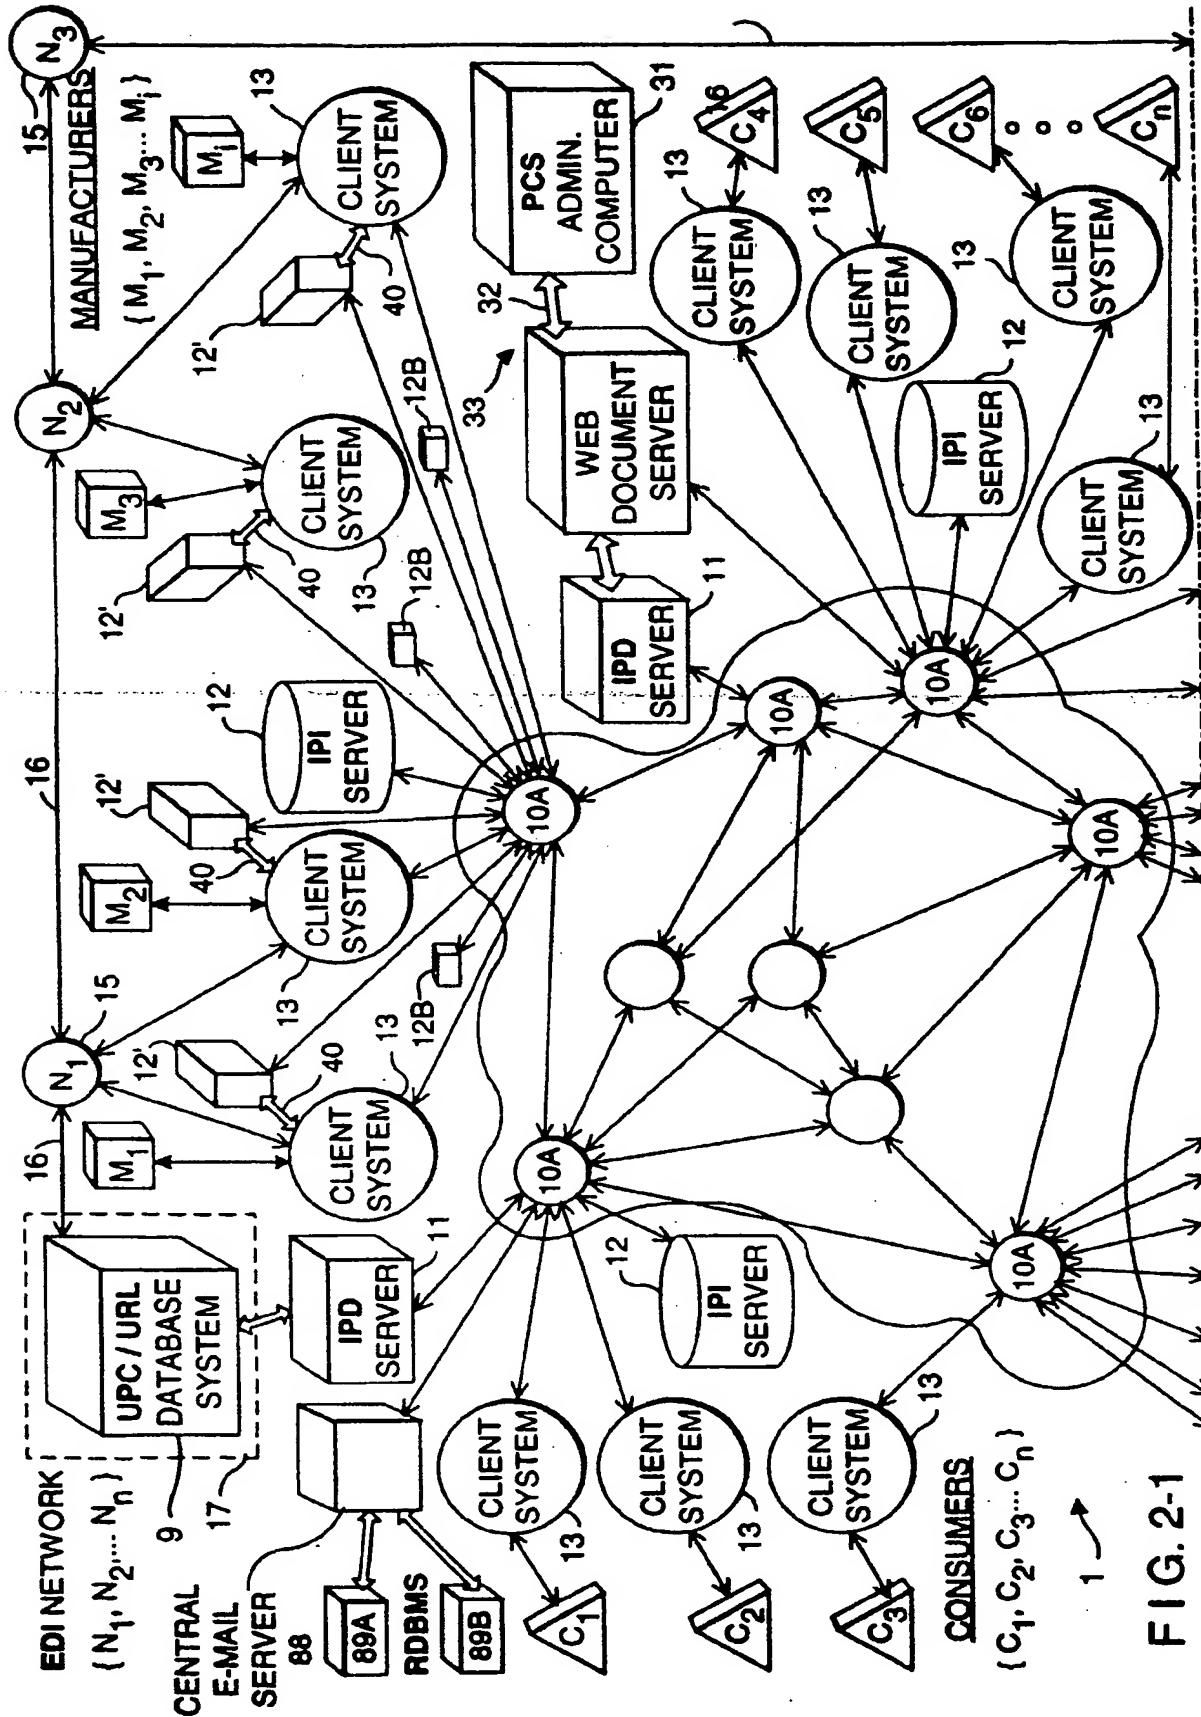 EDI NETWORK
{N1, N2,... Nn}
UPC / URL
DATABASE
SYSTEM
9
17
16
N1
15
16
N2
15
N3
MANUFACTURERS
{M1, M2, M3... Mi}
M1
12'
40
CLIENT
SYSTEM
13
M2
12'
40
CLIENT
SYSTEM
13
12B
12
IPI
SERVER
M3
12'
40
CLIENT
SYSTEM
13
12B
Mi
12'
40
CLIENT
SYSTEM
13
12B
CENTRAL
E-MAIL
SERVER
88
89A
RDBMS
89B
IPD
SERVER
11
10A
10A
IPD
SERVER
11
33
WEB
DOCUMENT
SERVER
32
PCS
ADMIN.
COMPUTER
31
C1
CLIENT
SYSTEM
13
C2
CLIENT
SYSTEM
13
C3
CLIENT
SYSTEM
13
12
IPI
SERVER
10A
10A
10A
10A
CLIENT
SYSTEM
13
C4
16
CLIENT
SYSTEM
13
C5
IPI
SERVER
12
CLIENT
SYSTEM
13
C6
CLIENT
SYSTEM
13
Cn
CONSUMERS
{C1, C2, C3... Cn}
1
FIG. 2-1